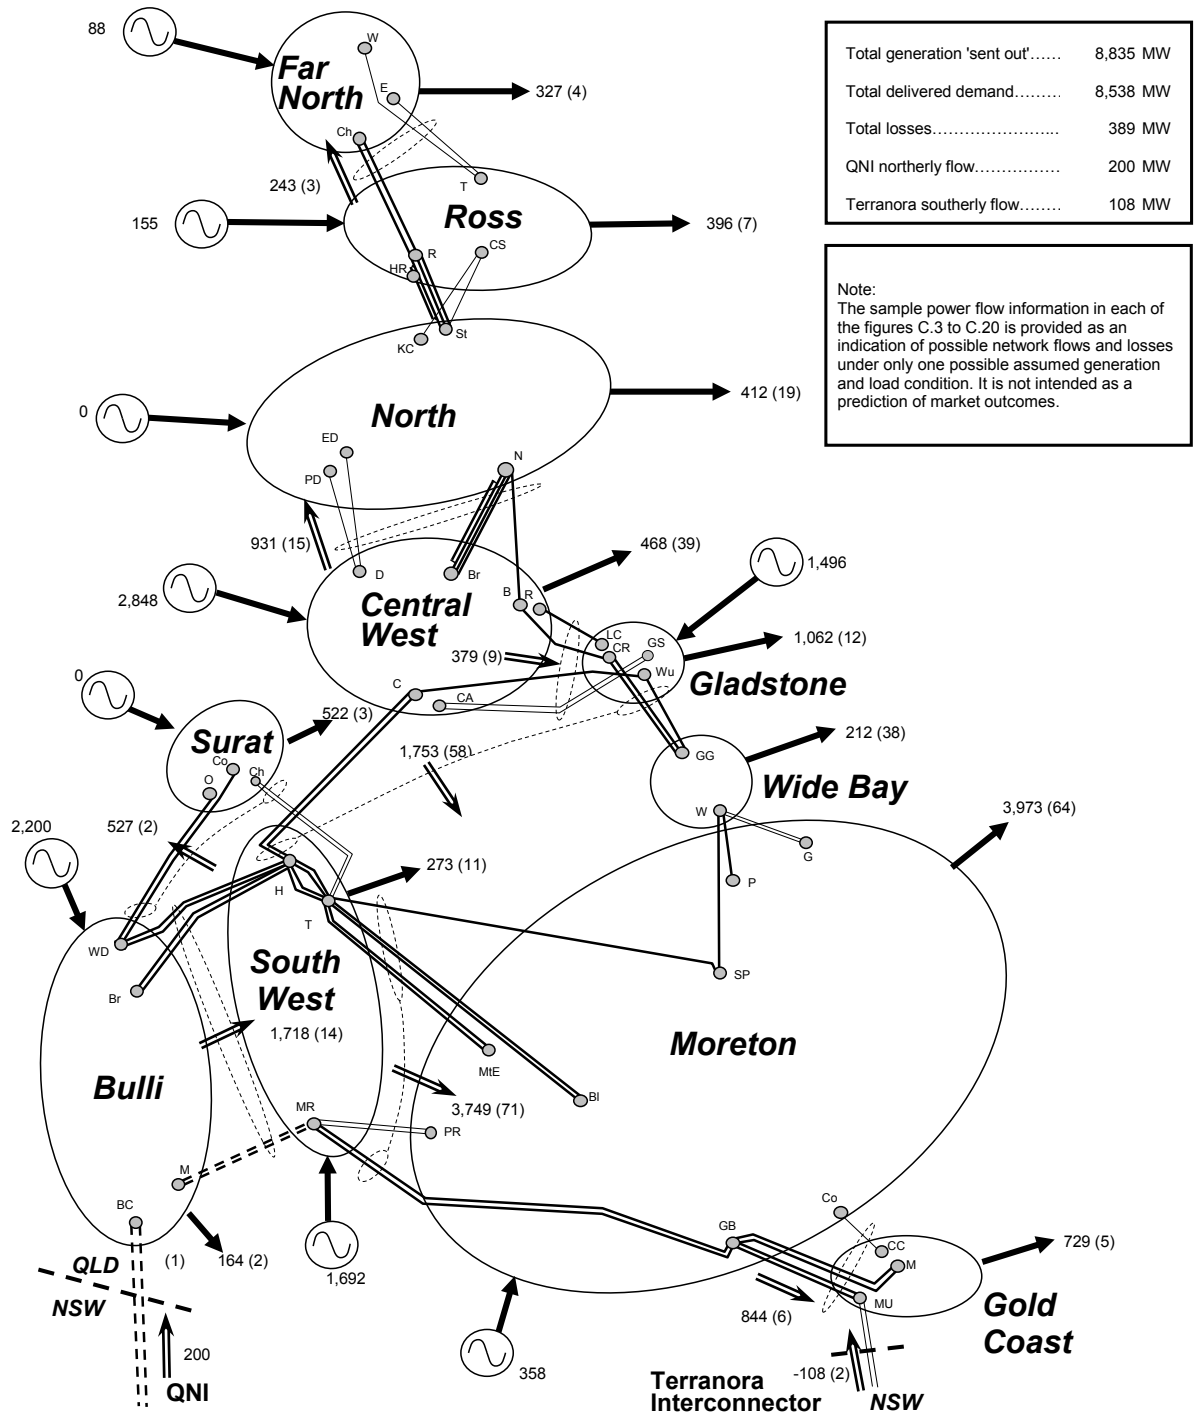 88
W
Far
North
E
327 (4)
Ch
243 (3)
T
155
Ross
396 (7)
CS
R
HR
St
KC
0
North
412 (19)
ED
N
PD
931 (15)
468 (39)
1,496
D
Br
2,848
Central
West
B
R
LC
GS
1,062 (12)
CR
379 (9)
Wu
Gladstone
0
C
CA
522 (3)
Surat
212 (38)
GG
Co
Ch
1,753 (58)
O
Wide Bay
W
3,973 (64)
2,200
527 (2)
G
273 (11)
P
H
T
WD
South
West
SP
Br
1,718 (14)
Moreton
MtE
Bulli
Bl
3,749 (71)
MR
PR
M
BC
Co
GB
CC
729 (5)
QLD
(1)
164 (2)
M
1,692
NSW
MU
844 (6)
Gold
Coast
200
358
-108 (2)
QNI
Terranora
Interconnector
NSW
Total generation 'sent out'...... 8,835 MW
Total delivered demand......... 8,538 MW
Total losses........................ 389 MW
QNI northerly flow................ 200 MW
Terranora southerly flow........ 108 MW
Note:
The sample power flow information in each of
the figures C.3 to C.20 is provided as an
indication of possible network flows and losses
under only one possible assumed generation
and load condition. It is not intended as a
prediction of market outcomes.